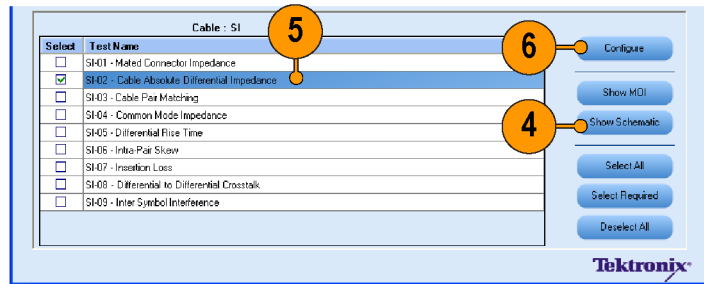 Cable : SI
5
6
Select Test Name
Configure
SI-01 - Mated Connector Impedance
SI-02 - Cable Absolute Differential Impedance
SI-03 - Cable Pair Matching
Show MOI
SI-04 - Common Mode Impedance
4
Show Schematic
SI-05 - Differential Rise Time
SI-06 - Intra-Pair Skew
SI-07 - Insertion Loss
Select All
SI-08 - Differential to Differential Crosstalk
SI-09 - Inter Symbol Interference
Select Required
Deselect All
Tektronix